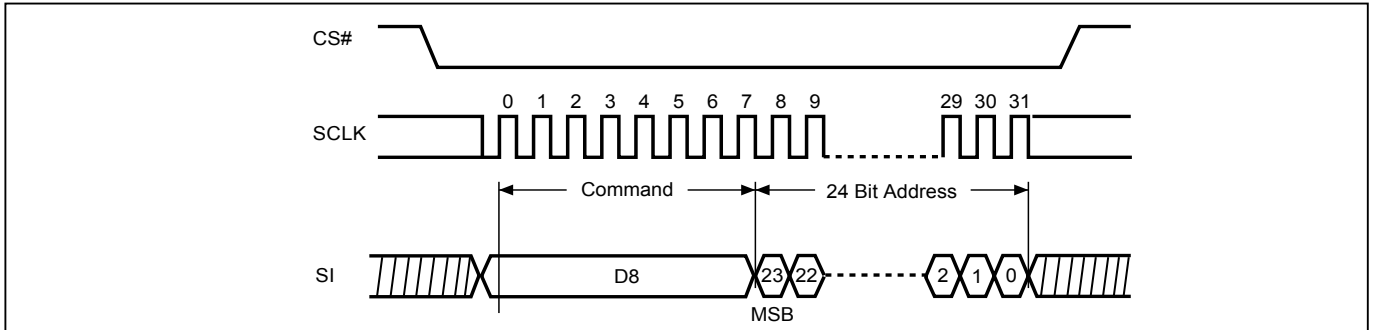 CS#
0 1 2 3 4 5 6 7 8 9 29 30 31
SCLK
Command 24 Bit Address
SI D8 23 22 2 1 0
MSB